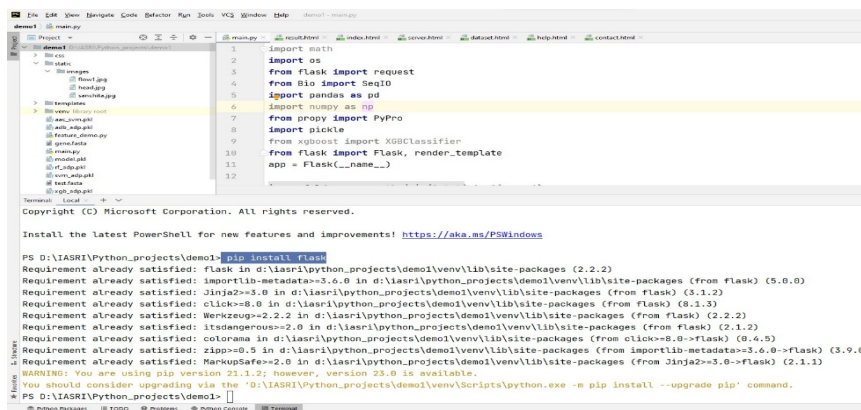 File Edit View Navigate Code Refactor Run Tools VCS Window Help demo1 - main.py
demo1 main.py
Project
main.py result.html index.html server.html dataset.html help.html contact.html
demo1 D:\IASRI\Python_projects\demo1
css
static
images
flow1.jpg
head.jpg
sanchita.jpg
templates
venv library root
aac_svm.pkl
adb_adp.pkl
feature_demo.py
gene.fasta
main.py
model.pkl
rf_adp.pkl
svm_adp.pkl
test.fasta
xgb_adp.pkl
1 import math
2 import os
3 from flask import request
4 from Bio import SeqIO
5 import pandas as pd
6 import numpy as np
7 from propy import PyPro
8 import pickle
9 from xgboost import XGBClassifier
10 from flask import Flask, render_template
11 app = Flask(__name__)
12
Terminal: Local
Copyright (C) Microsoft Corporation. All rights reserved.
Install the latest PowerShell for new features and improvements! https://aka.ms/PSWindows
PS D:\IASRI\Python_projects\demo1> pip install flask
Requirement already satisfied: flask in d:\iasri\python_projects\demo1\venv\lib\site-packages (2.2.2)
Requirement already satisfied: importlib-metadata>=3.6.0 in d:\iasri\python_projects\demo1\venv\lib\site-packages (from flask) (5.0.0)
Requirement already satisfied: Jinja2>=3.0 in d:\iasri\python_projects\demo1\venv\lib\site-packages (from flask) (3.1.2)
Requirement already satisfied: click>=8.0 in d:\iasri\python_projects\demo1\venv\lib\site-packages (from flask) (8.1.3)
Requirement already satisfied: Werkzeug>=2.2.2 in d:\iasri\python_projects\demo1\venv\lib\site-packages (from flask) (2.2.2)
Requirement already satisfied: itsdangerous>=2.0 in d:\iasri\python_projects\demo1\venv\lib\site-packages (from flask) (2.1.2)
Requirement already satisfied: colorama in d:\iasri\python_projects\demo1\venv\lib\site-packages (from click>=8.0->flask) (0.4.5)
Requirement already satisfied: zipp>=0.5 in d:\iasri\python_projects\demo1\venv\lib\site-packages (from importlib-metadata>=3.6.0->flask) (3.9.0
Requirement already satisfied: MarkupSafe>=2.0 in d:\iasri\python_projects\demo1\venv\lib\site-packages (from Jinja2>=3.0->flask) (2.1.1)
WARNING: You are using pip version 21.1.2; however, version 23.0 is available.
You should consider upgrading via the 'D:\IASRI\Python_projects\demo1\venv\Scripts\python.exe -m pip install --upgrade pip' command.
PS D:\IASRI\Python_projects\demo1>
Python Packages TODO Problems Python Console Terminal
Project
Structure
Favorites